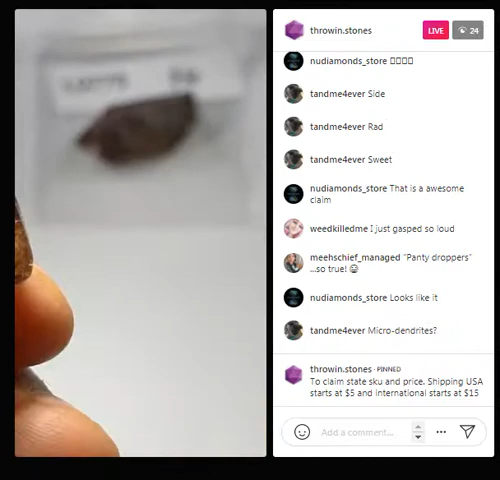 throwin.stones
LIVE
24
nudiamonds_store
tandme4ever Side
tandme4ever Rad
tandme4ever Sweet
nudiamonds_store That is a awesome
claim
weedkilledme I just gasped so loud
meehschief_managed "Panty droppers"
...so true! 😂
nudiamonds_store Looks like it
tandme4ever Micro-dendrites?
throwin.stones · PINNED
To claim state sku and price. Shipping USA
starts at $5 and international starts at $15
Add a comment...